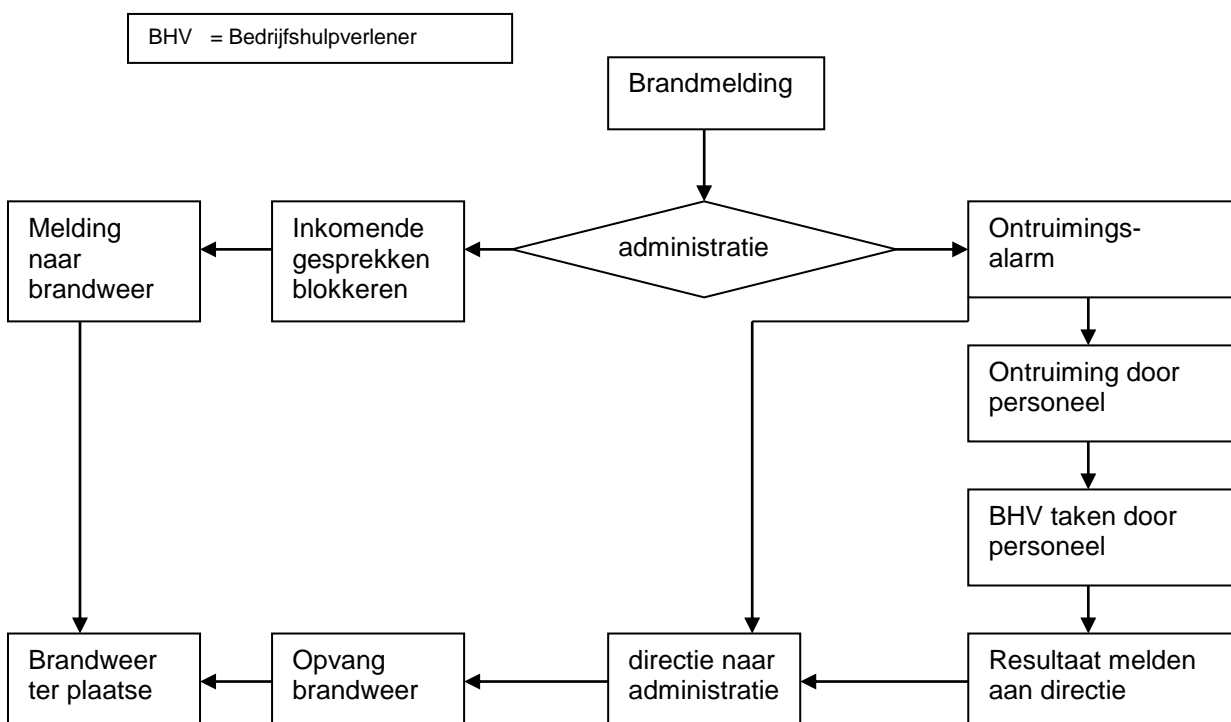 BHV = Bedrijfshulpverlener
Brandmelding
Melding
naar
brandweer
Inkomende
gesprekken
blokkeren
administratie
Ontruimings-
alarm
Ontruiming door
personeel
BHV taken door
personeel
Brandweer
ter plaatse
Opvang
brandweer
directie naar
administratie
Resultaat melden
aan directie